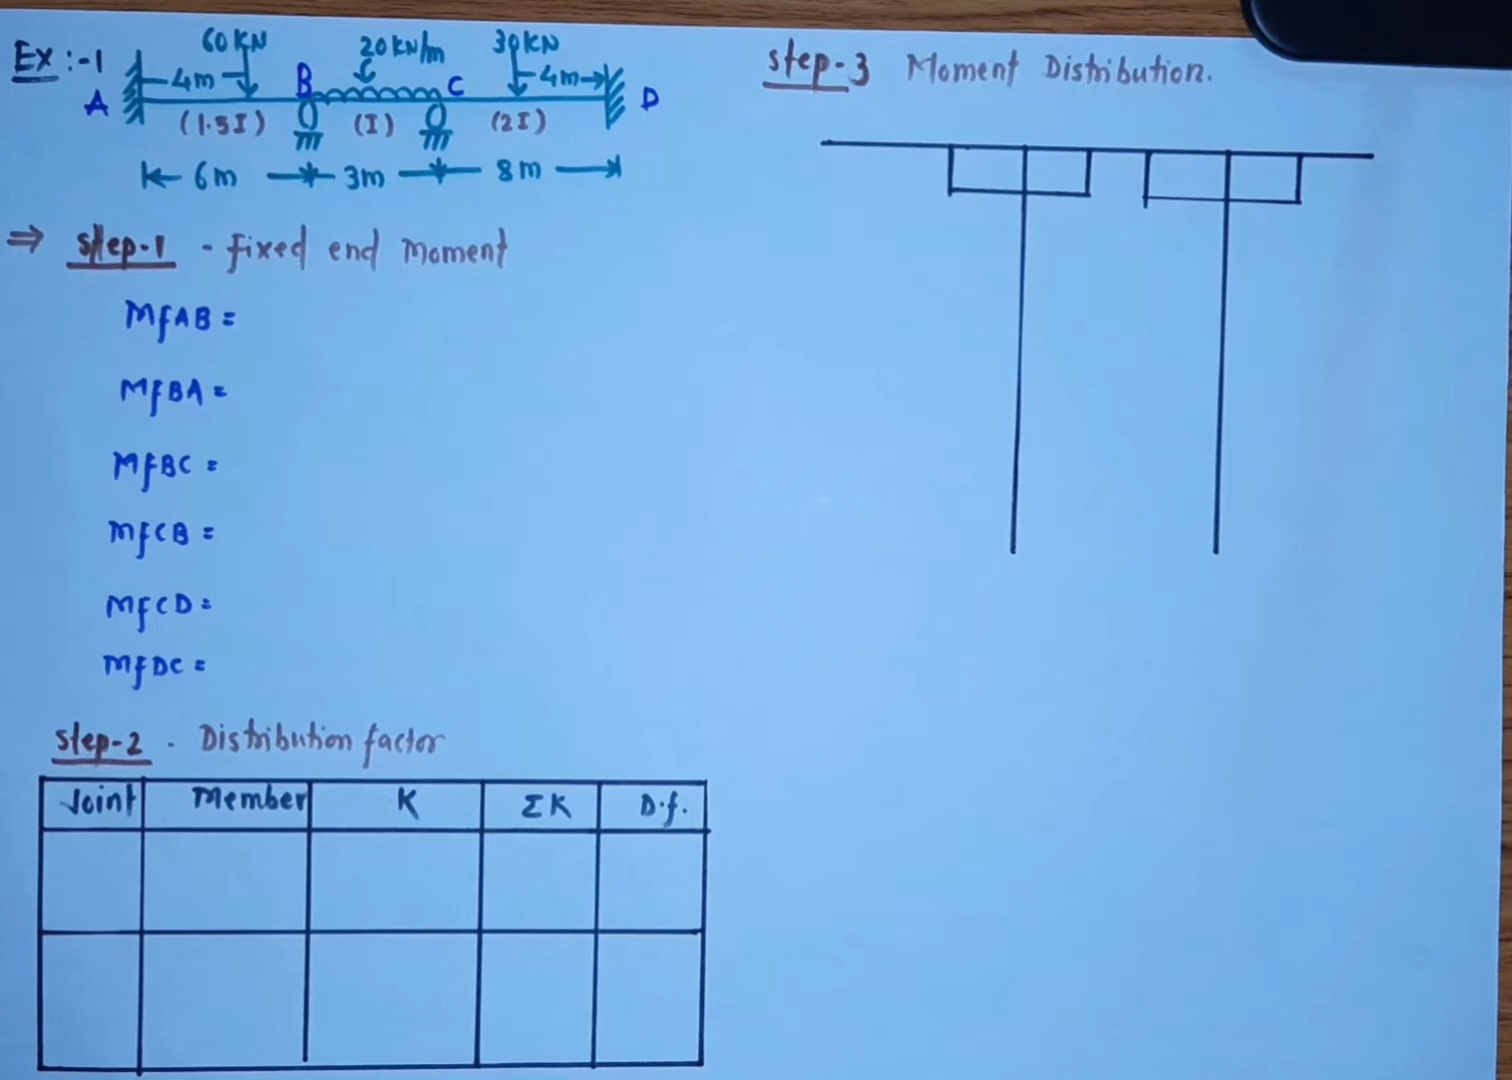 Ex :- 1
60 KN 20 KN/m 30 KN
4m 4m
A B C D
(1.5I) (I) (2I)
6m 3m 8m
⇒ Step-1 - fixed end Moment
MfAB =
MfBA =
MfBC =
MfCB =
MfCD =
MfDC =
Step-2 - Distribution factor
Joint Member K ΣK D.f.
Step-3 Moment Distribution.